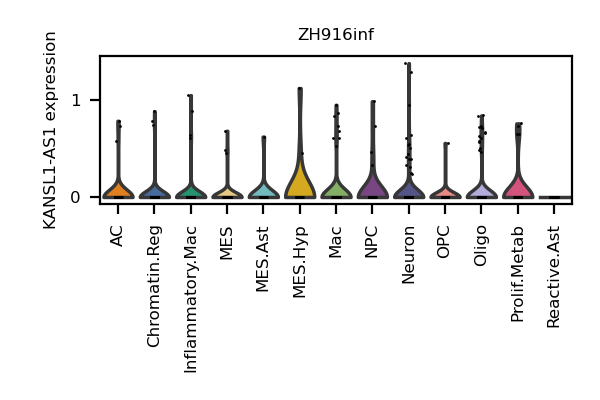 ZH916inf
KANSL1-AS1 expression
1
0
AC
Chromatin.Reg
Inflammatory.Mac
MES
MES.Ast
MES.Hyp
Mac
NPC
Neuron
OPC
Oligo
Prolif.Metab
Reactive.Ast